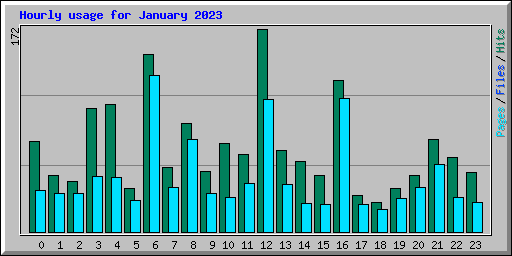 Hourly usage for January 2023
172
Pages / Files / Hits
0 1 2 3 4 5 6 7 8 9 10 11 12 13 14 15 16 17 18 19 20 21 22 23